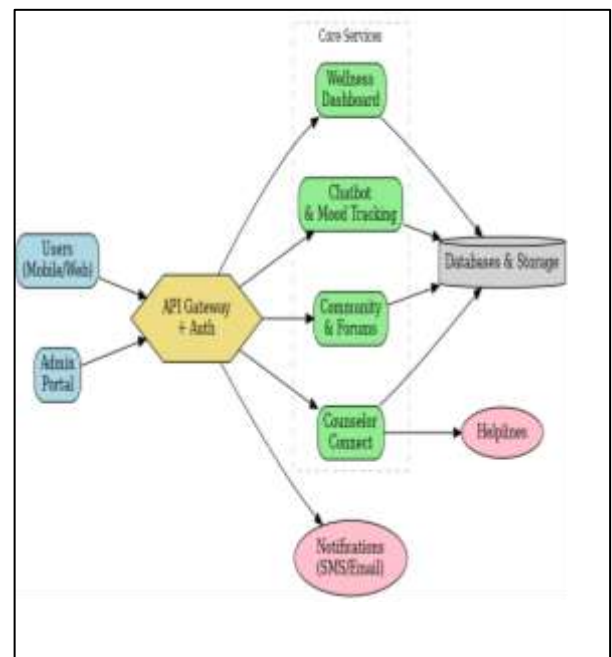 Core Services
Wellness
Dashboard
Chatbot
& Mood Tracking
Users
(Mobile/Web)
Databases & Storage
API Gateway
+ Auth
Community
& Forums
Admin
Portal
Counselor
Connect
Helplines
Notifications
(SMS/Email)